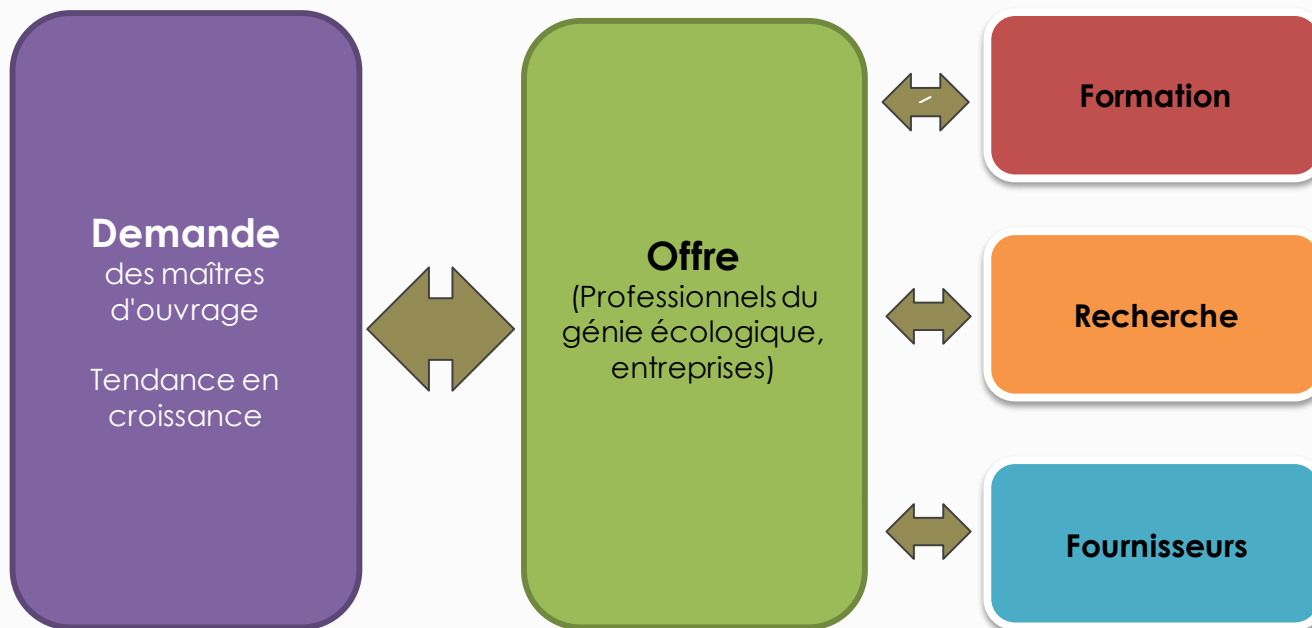 Demande
des maîtres
d'ouvrage
Tendance en
croissance
Offre
(Professionnels du
génie écologique,
entreprises)
Formation
Recherche
Fournisseurs